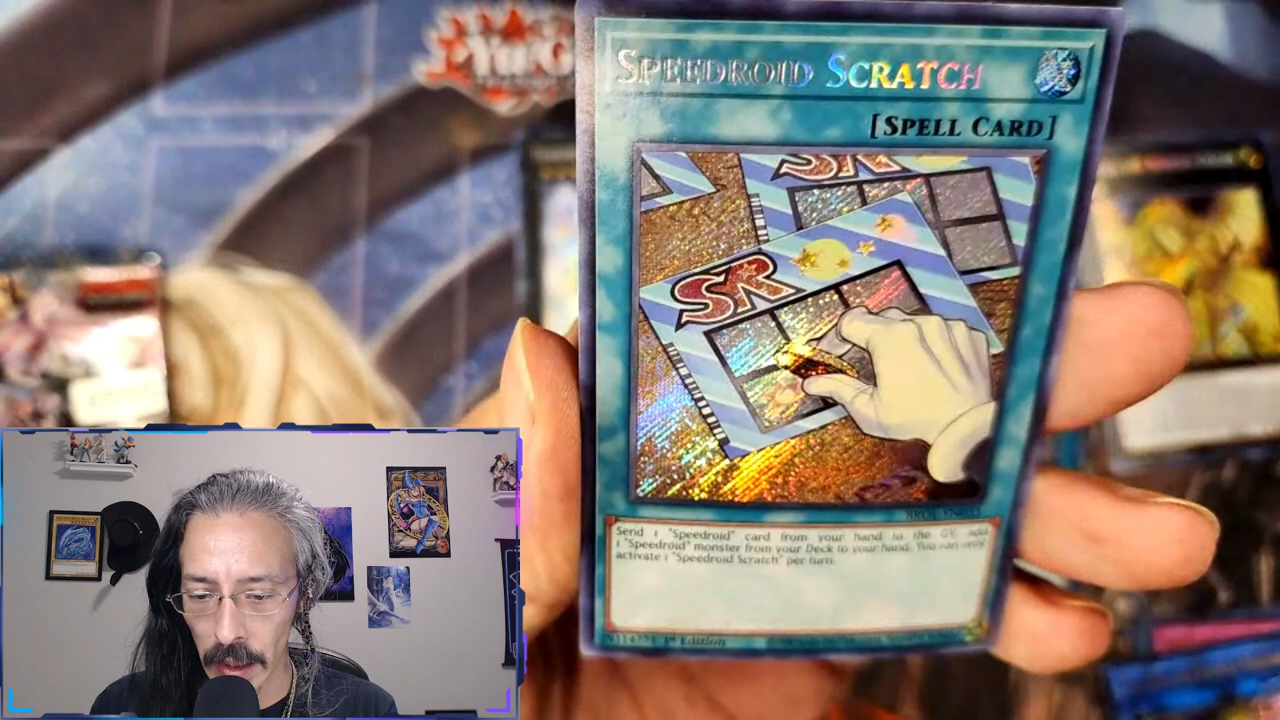 SPEEDROID SCRATCH
[SPELL CARD]
SR
SR
Send 1 "Speedroid" card from your hand to the GY; add
1 "Speedroid" monster from your Deck to your hand. You can only
activate 1 "Speedroid Scratch" per turn.
1st Edition